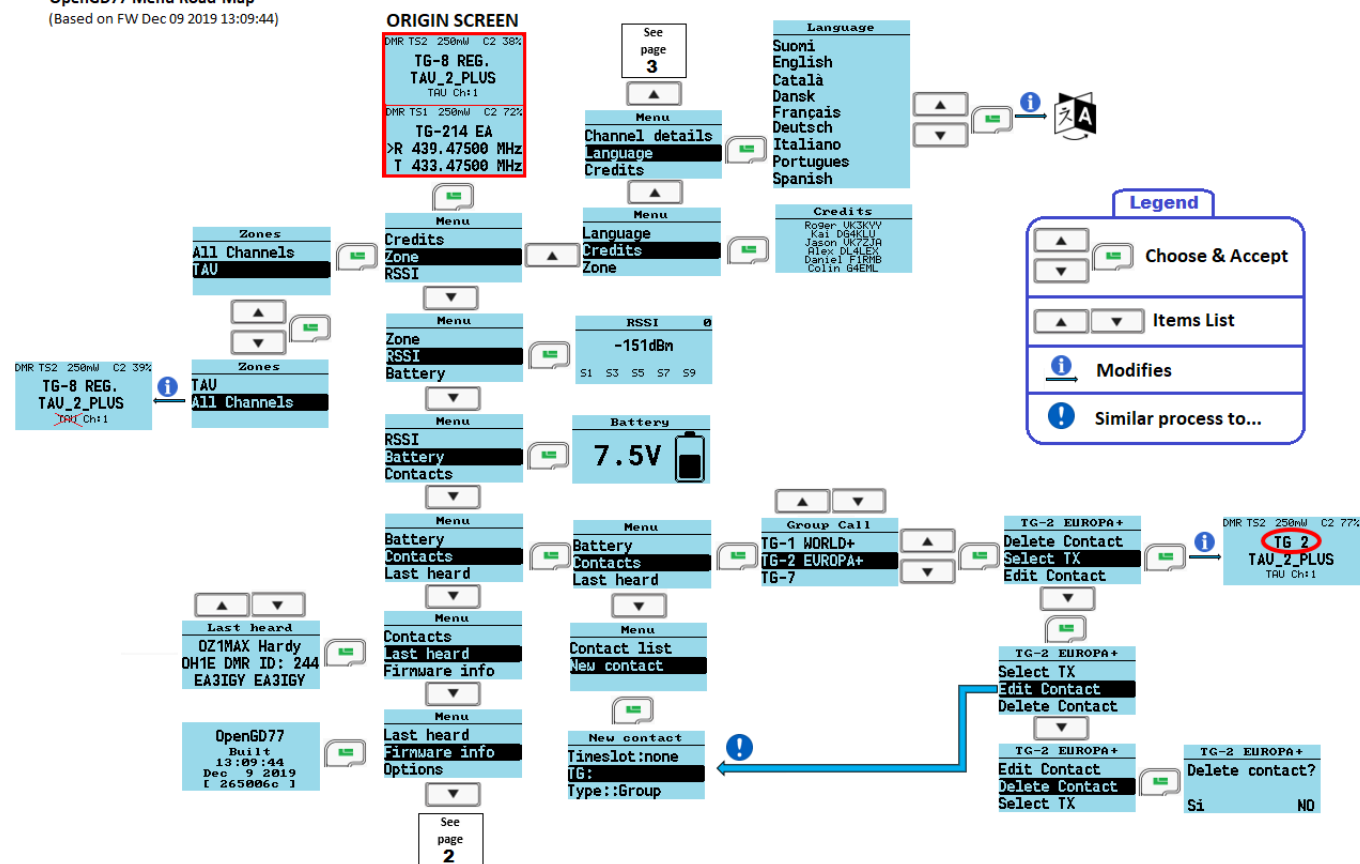 OpenGD77 Menu Road Map
(Based on FW Dec 09 2019 13:09:44)
ORIGIN SCREEN
DMR TS2 250mW C2 38%
TG-8 REG.
TAV_2_PLUS
TAU Ch:1
DMR TS1 250mW C2 72%
TG-214 EA
>R 439.47500 MHz
T 433.47500 MHz
See
page
3
Menu
Channel details
Language
Credits
Language
Suomi
English
Català
Dansk
Français
Deutsch
Italiano
Portugues
Spanish
Menu
Language
Credits
Zone
Credits
Roger VK3KYY
Kai DG4KLU
Jason VK7ZJA
Alex DL4LEX
Daniel F1RMB
Colin G4EML
Legend
Choose & Accept
Items List
Modifies
Similar process to...
Menu
Credits
Zone
RSSI
Zones
All Channels
TAV
Zones
TAV
All Channels
DMR TS2 250mW C2 39%
TG-8 REG.
TAV_2_PLUS
TAU Ch:1
Menu
Zone
RSSI
Battery
RSSI 0
-151dBm
S1 S3 S5 S7 S9
Menu
RSSI
Battery
Contacts
Battery
7.5V
Menu
Battery
Contacts
Last heard
Menu
Battery
Contacts
Last heard
Group Call
TG-1 WORLD+
TG-2 EUROPA+
TG-7
TG-2 EUROPA+
Delete Contact
Select TX
Edit Contact
DMR TS2 250mW C2 77%
TG 2
TAV_2_PLUS
TAU Ch:1
Menu
Contacts
Last heard
Firmware info
Last heard
OZ1MAX Hardy
OH1E DMR ID: 244
EA3IGY EA3IGY
Menu
Contact list
New contact
TG-2 EUROPA+
Select TX
Edit Contact
Delete Contact
Menu
Last heard
Firmware info
Options
OpenGD77
Built
13:09:44
Dec 9 2019
[ 265006c ]
New contact
Timeslot:none
TG:
Type::Group
TG-2 EUROPA+
Edit Contact
Delete Contact
Select TX
TG-2 EUROPA+
Delete contact?
Si NO
See
page
2